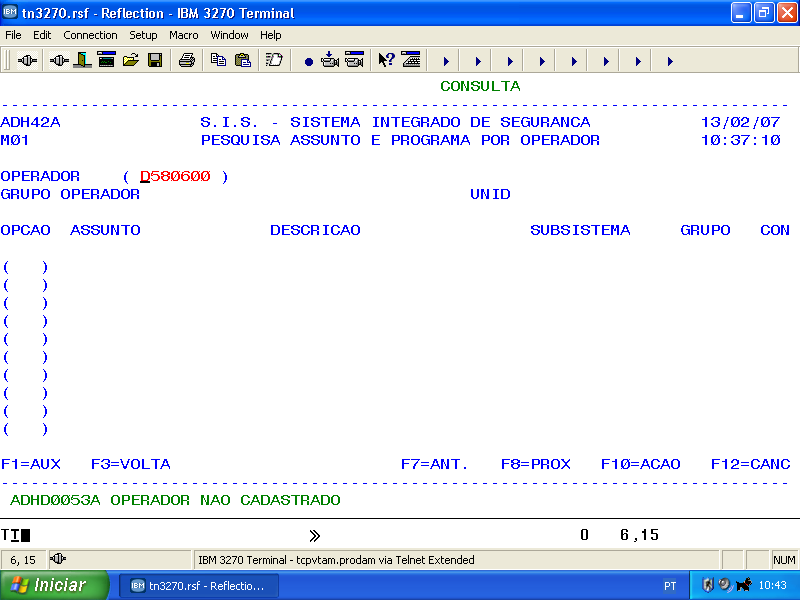 tn3270.rsf - Reflection - IBM 3270 Terminal
File Edit Connection Setup Macro Window Help
CONSULTA
ADH42A S.I.S. - SISTEMA INTEGRADO DE SEGURANCA 13/02/07
M01 PESQUISA ASSUNTO E PROGRAMA POR OPERADOR 10:37:10
OPERADOR ( D580600 )
GRUPO OPERADOR UNID
OPCAO ASSUNTO DESCRICAO SUBSISTEMA GRUPO CON
( )
( )
( )
( )
( )
( )
( )
( )
( )
( )
F1=AUX F3=VOLTA F7=ANT. F8=PROX F10=ACAO F12=CANC
ADHD0053A OPERADOR NAO CADASTRADO
TI 0 6,15
6, 15 IBM 3270 Terminal - tcpvtam.prodam via Telnet Extended NUM
Iniciar IBM tn3270.rsf - Reflectio... PT 10:43